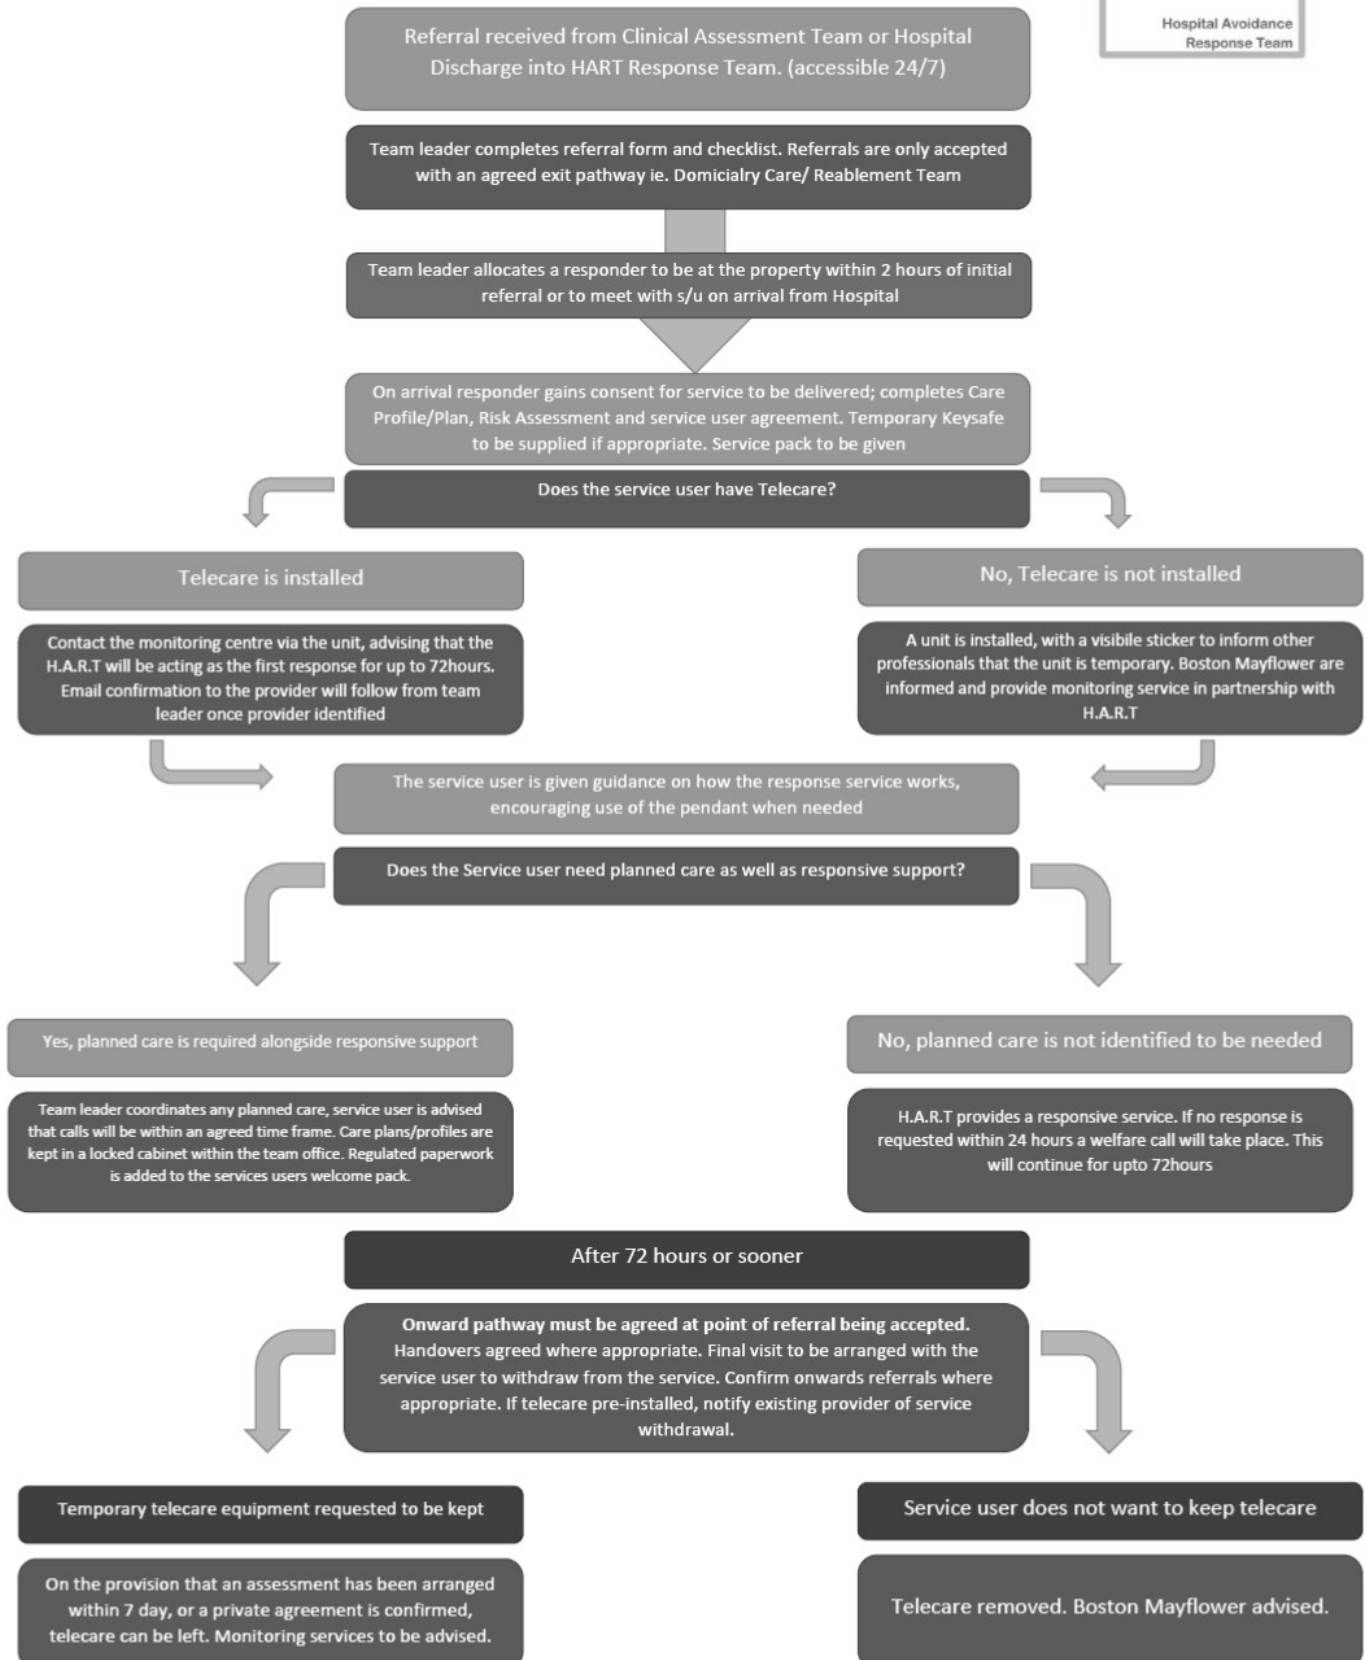 Hospital Avoidance
Response Team
Referral received from Clinical Assessment Team or Hospital
Discharge into HART Response Team. (accessible 24/7)
Team leader completes referral form and checklist. Referrals are only accepted
with an agreed exit pathway ie. Domicialry Care/ Reablement Team
Team leader allocates a responder to be at the property within 2 hours of initial
referral or to meet with s/u on arrival from Hospital
On arrival responder gains consent for service to be delivered; completes Care
Profile/Plan, Risk Assessment and service user agreement. Temporary Keysafe
to be supplied if appropriate. Service pack to be given
Does the service user have Telecare?
Telecare is installed
Contact the monitoring centre via the unit, advising that the
H.A.R.T will be acting as the first response for up to 72hours.
Email confirmation to the provider will follow from team
leader once provider identified
No, Telecare is not installed
A unit is installed, with a visibile sticker to inform other
professionals that the unit is temporary. Boston Mayflower are
informed and provide monitoring service in partnership with
H.A.R.T
The service user is given guidance on how the response service works,
encouraging use of the pendant when needed
Does the Service user need planned care as well as responsive support?
Yes, planned care is required alongside responsive support
Team leader coordinates any planned care, service user is advised
that calls will be within an agreed time frame. Care plans/profiles are
kept in a locked cabinet within the team office. Regulated paperwork
is added to the services users welcome pack.
No, planned care is not identified to be needed
H.A.R.T provides a responsive service. If no response is
requested within 24 hours a welfare call will take place. This
will continue for upto 72hours
After 72 hours or sooner
Onward pathway must be agreed at point of referral being accepted.
Handovers agreed where appropriate. Final visit to be arranged with the
service user to withdraw from the service. Confirm onwards referrals where
appropriate. If telecare pre-installed, notify existing provider of service
withdrawal.
Temporary telecare equipment requested to be kept
On the provision that an assessment has been arranged
within 7 day, or a private agreement is confirmed,
telecare can be left. Monitoring services to be advised.
Service user does not want to keep telecare
Telecare removed. Boston Mayflower advised.